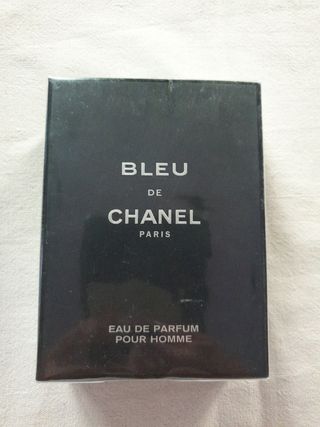 BLEU
DE
CHANEL
PARIS
EAU DE PARFUM
POUR HOMME